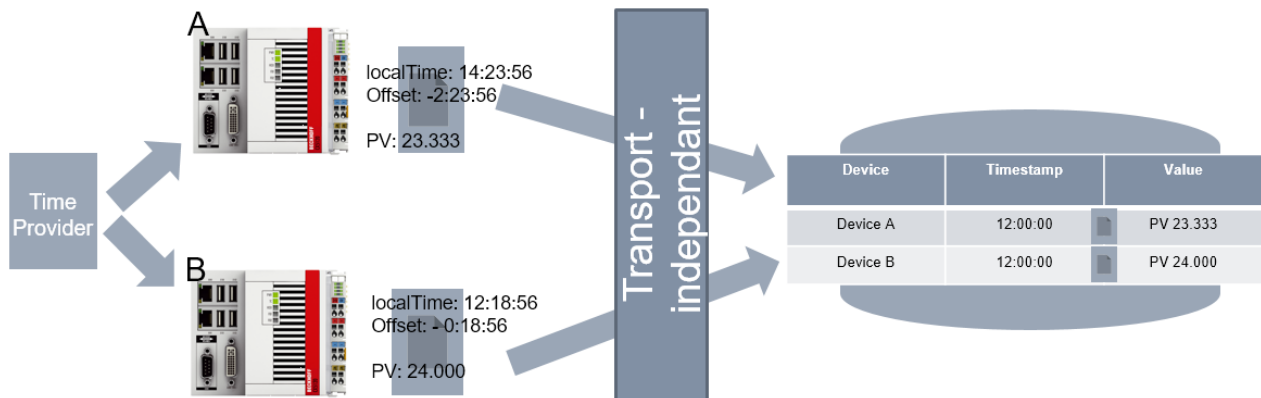 Time
Provider
A
BECKHOFF
localTime: 14:23:56
Offset: -2:23:56
PV: 23.333
B
BECKHOFF
localTime: 12:18:56
Offset: - 0:18:56
PV: 24.000
Transport -
independant
Device Timestamp Value
Device A 12:00:00 PV 23.333
Device B 12:00:00 PV 24.000